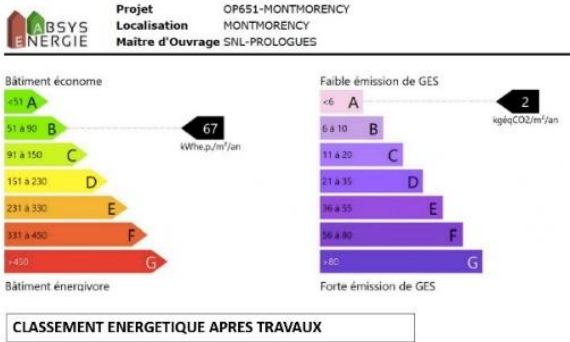 ABSYS
ENERGIE
Projet OP651-MONTMORENCY
Localisation MONTMORENCY
Maître d'Ouvrage SNL-PROLOGUES
Bâtiment économe
<51 A
51 à 90 B
67
kWhe.p./m²/an
91 à 150 C
151 à 230 D
231 à 330 E
331 à 450 F
>450 G
Bâtiment énergivore
Faible émission de GES
<6 A
2
kgéqCO2/m²/an
6 à 10 B
11 à 20 C
21 à 35 D
36 à 55 E
56 à 80 F
>80 G
Forte émission de GES
CLASSEMENT ENERGETIQUE APRES TRAVAUX